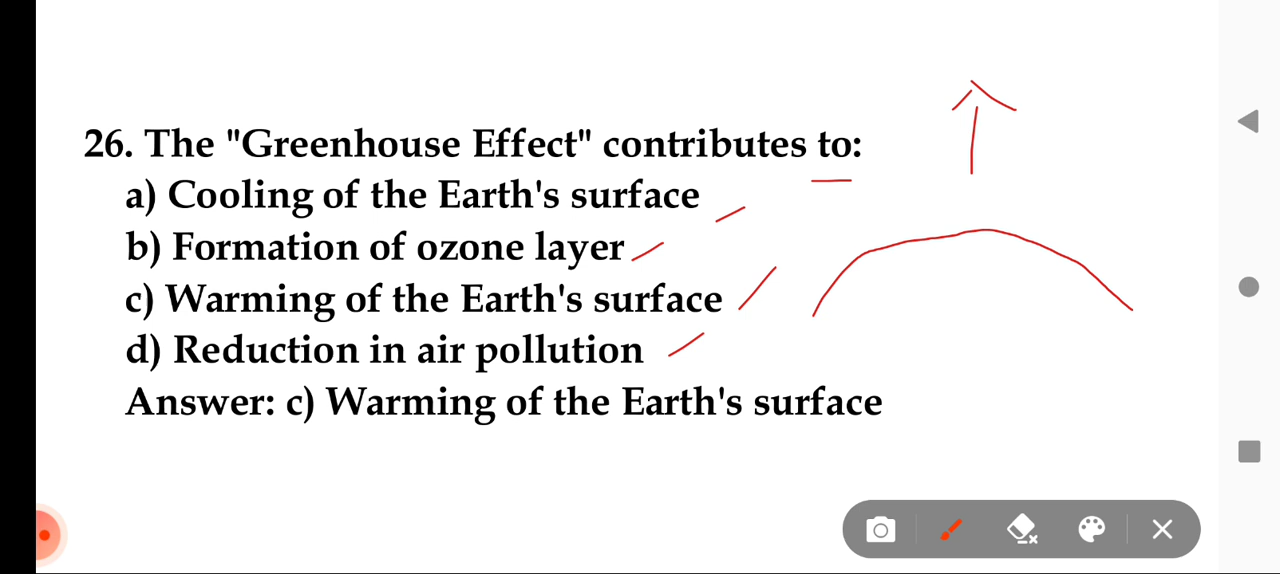 26. The "Greenhouse Effect" contributes to:
a) Cooling of the Earth's surface
b) Formation of ozone layer
c) Warming of the Earth's surface
d) Reduction in air pollution
Answer: c) Warming of the Earth's surface